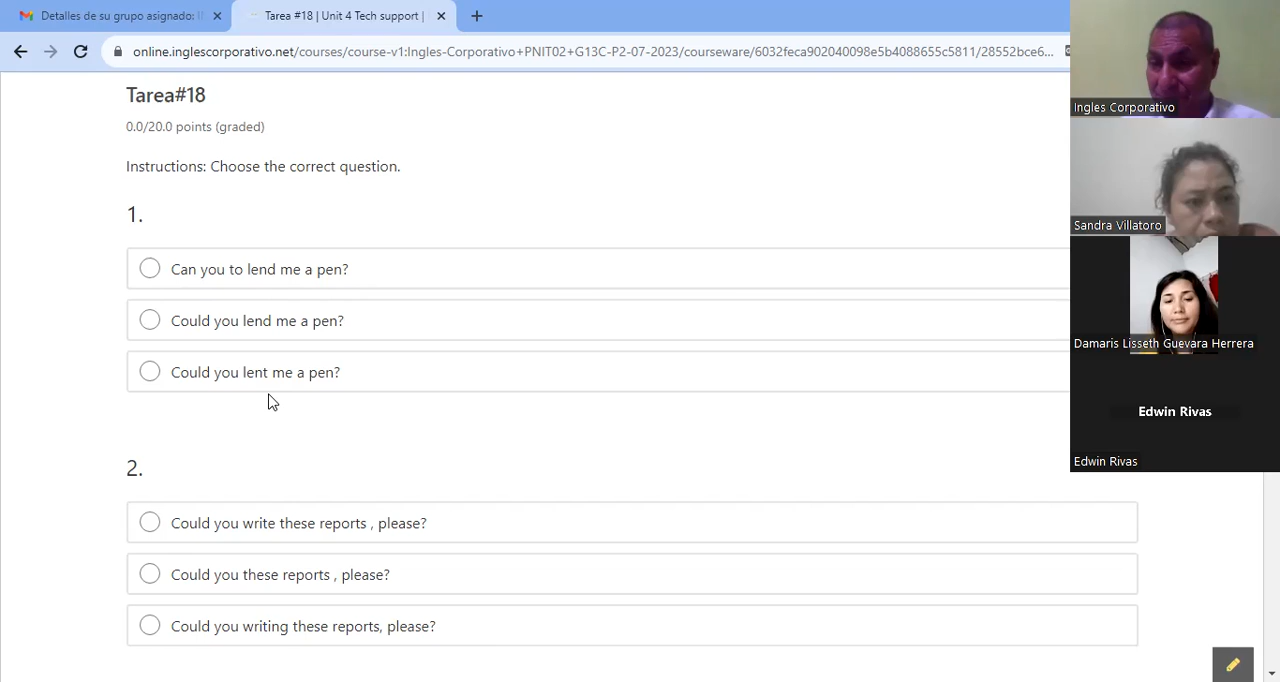 Detalles de su grupo asignado: I
Tarea #18 | Unit 4 Tech support |
online.inglescorporativo.net/courses/course-v1:Ingles-Corporativo+PNIT02+G13C-P2-07-2023/courseware/6032feca902040098e5b4088655c5811/28552bce6...
Tarea#18
0.0/20.0 points (graded)
Instructions: Choose the correct question.
1.
Can you to lend me a pen?
Could you lend me a pen?
Could you lent me a pen?
2.
Could you write these reports , please?
Could you these reports , please?
Could you writing these reports, please?
Ingles Corporativo
Sandra Villatoro
Damaris Lisseth Guevara Herrera
Edwin Rivas
Edwin Rivas